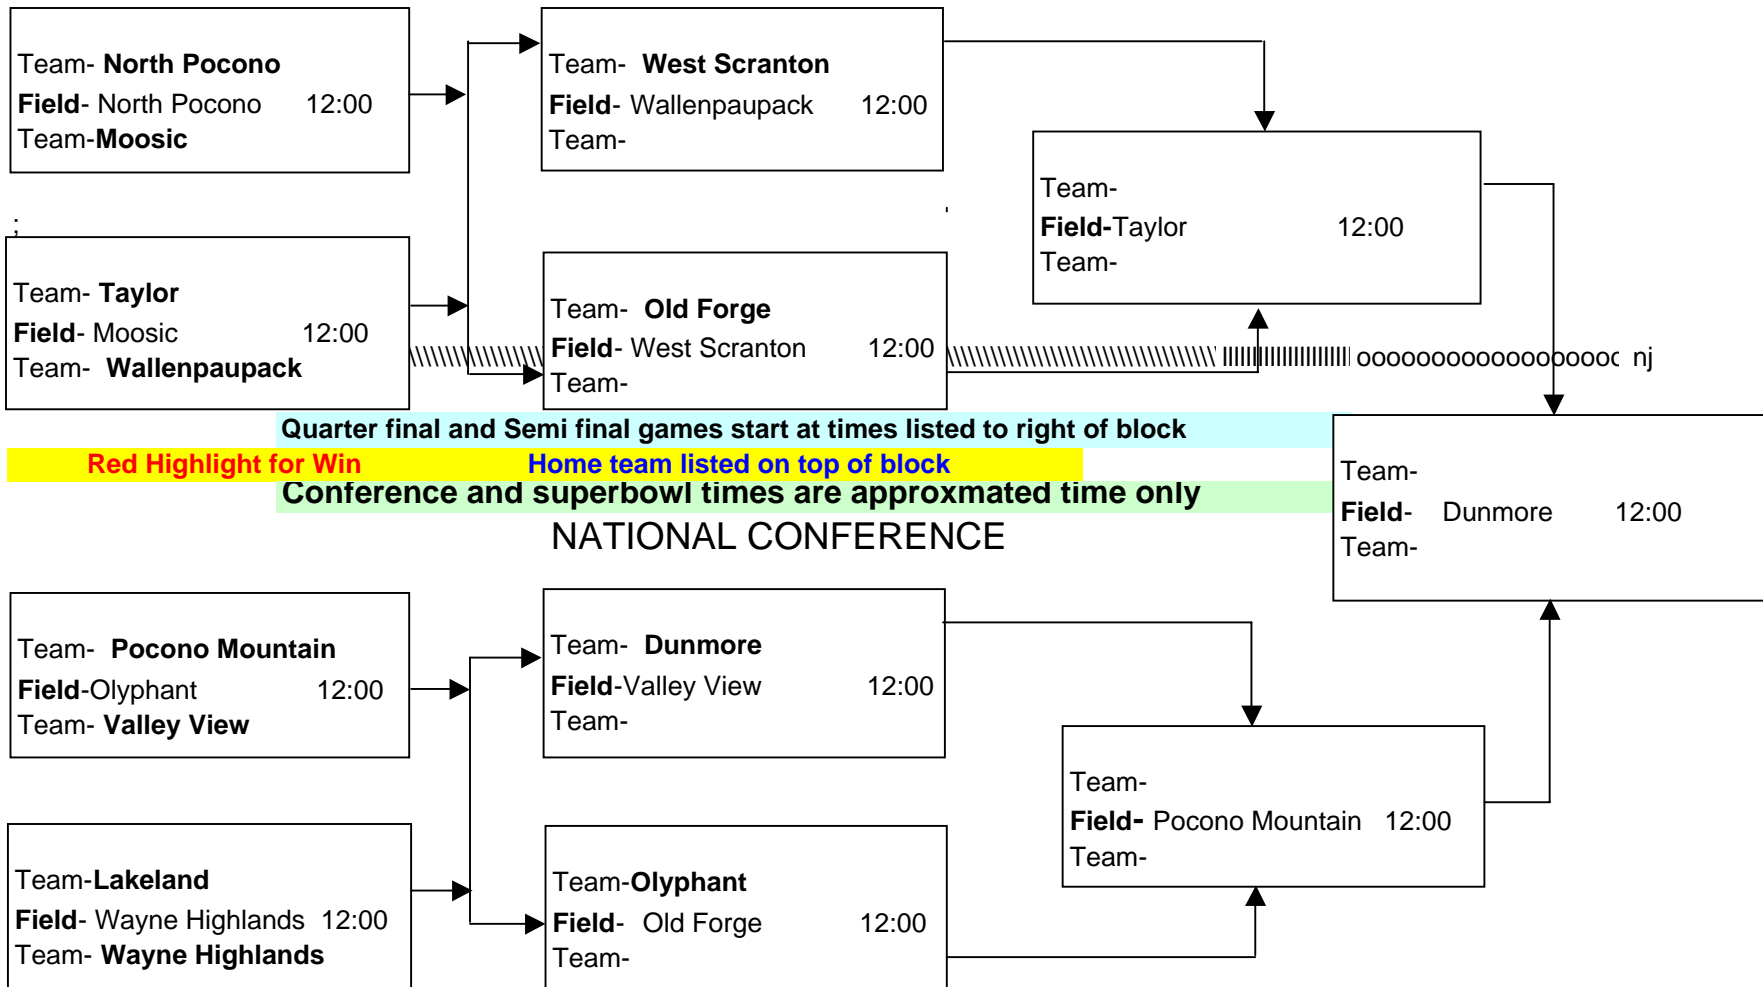 Team- North Pocono
Field- North Pocono 12:00
Team-Moosic
Team- West Scranton
Field- Wallenpaupack 12:00
Team-
Team-
Field-Taylor 12:00
Team-
;
'
Team- Taylor
Field- Moosic 12:00
Team- Wallenpaupack
Team- Old Forge
Field- West Scranton 12:00
Team-
nj
Quarter final and Semi final games start at times listed to right of block
Red Highlight for Win Home team listed on top of block
Conference and superbowl times are approxmated time only
NATIONAL CONFERENCE
Team-
Field- Dunmore 12:00
Team-
Team- Pocono Mountain
Field-Olyphant 12:00
Team- Valley View
Team- Dunmore
Field-Valley View 12:00
Team-
Team-
Field- Pocono Mountain 12:00
Team-
Team-Lakeland
Field- Wayne Highlands 12:00
Team- Wayne Highlands
Team-Olyphant
Field- Old Forge 12:00
Team-